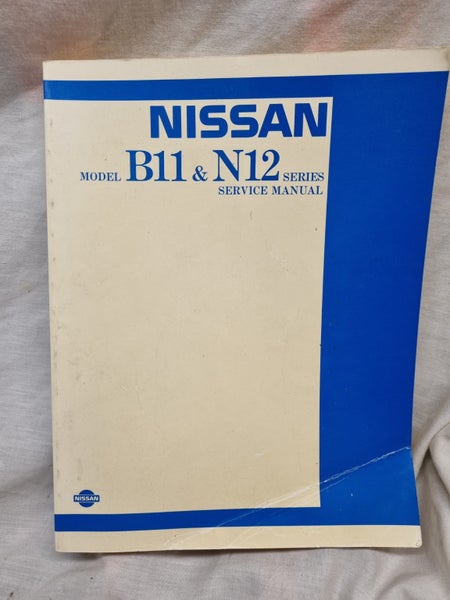 NISSAN
MODEL B11 & N12 SERIES
SERVICE MANUAL
NISSAN